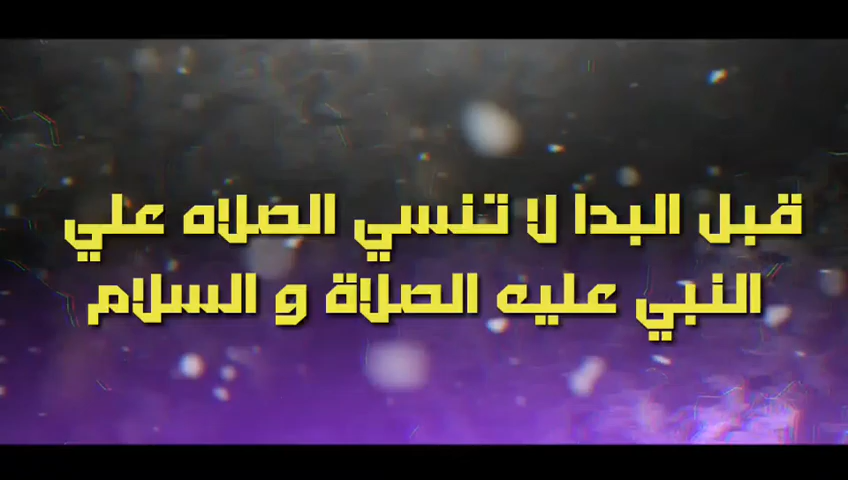 قبل البدا لا تنسي الصلاه علي
النبي عليه الصلاة و السلام